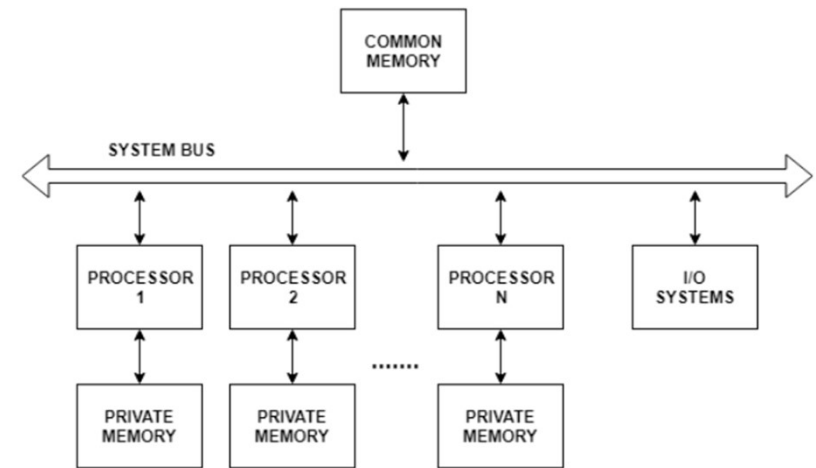 COMMON
MEMORY
SYSTEM BUS
PROCESSOR
1
PROCESSOR
2
PROCESSOR
N
I/O
SYSTEMS
.......
PRIVATE
MEMORY
PRIVATE
MEMORY
PRIVATE
MEMORY